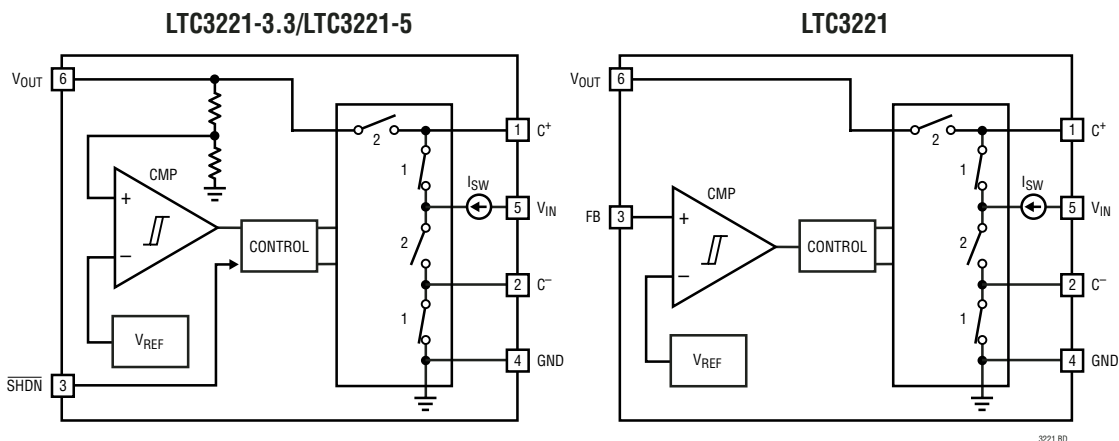 LTC3221-3.3/LTC3221-5
VOUT 6
2
1 C+
1
CMP
ISW
+
5 VIN
CONTROL
2
–
2 C–
1
VREF
4 GND
SHDN 3
LTC3221
VOUT 6
2
1 C+
1
CMP
ISW
FB 3
+
5 VIN
CONTROL
2
–
2 C–
1
VREF
4 GND
3221 BD